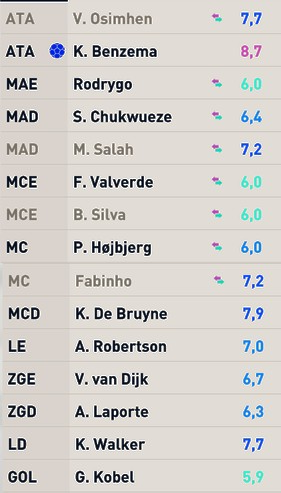 ATA V. Osimhen 7,7
ATA K. Benzema 8,7
MAE Rodrygo 6,0
MAD S. Chukwueze 6,4
MAD M. Salah 7,2
MCE F. Valverde 6,0
MCE B. Silva 6,0
MC P. Højbjerg 6,0
MC Fabinho 7,2
MCD K. De Bruyne 7,9
LE A. Robertson 7,0
ZGE V. van Dijk 6,7
ZGD A. Laporte 6,3
LD K. Walker 7,7
GOL G. Kobel 5,9